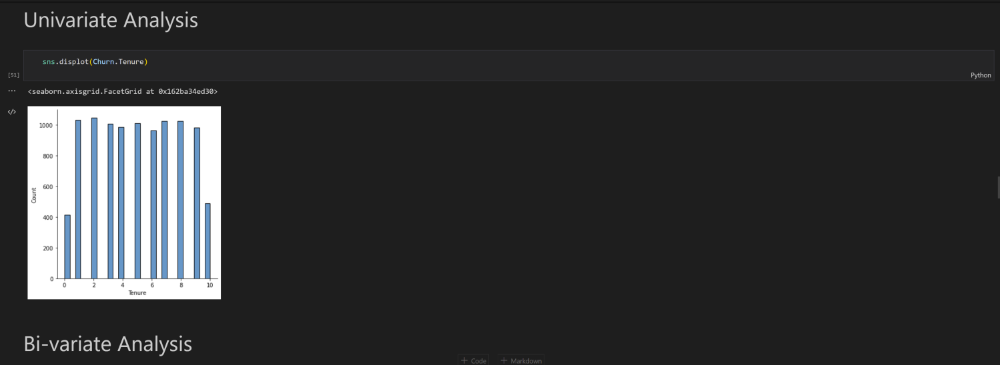 Univariate Analysis
sns.displot(Churn.Tenure)
[51]
Python
... <seaborn.axisgrid.FacetGrid at 0x162ba34ed30>
</>
1000
800
600
400
200
0
Count
0 2 4 6 8 10
Tenure
Bi-variate Analysis
+ Code + Markdown